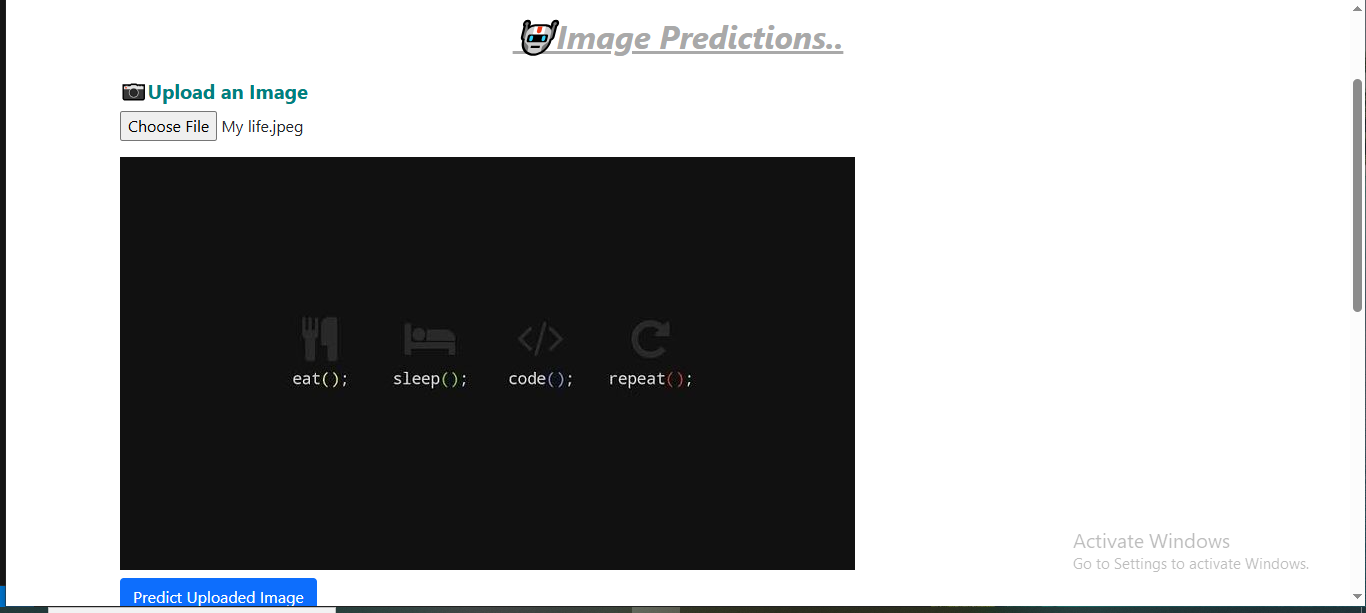 Image Predictions..
Upload an Image
Choose File My life.jpeg
eat(); sleep(); code(); repeat();
Activate Windows
Go to Settings to activate Windows.
Predict Uploaded Image